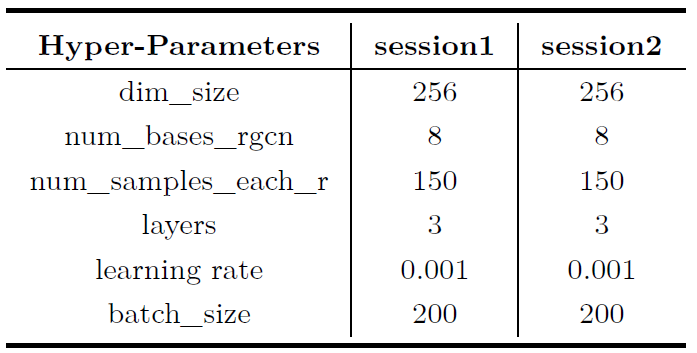 Hyper-Parameters session1 session2
dim_size 256 256
num_bases_rgcn 8 8
num_samples_each_r 150 150
layers 3 3
learning rate 0.001 0.001
batch_size 200 200